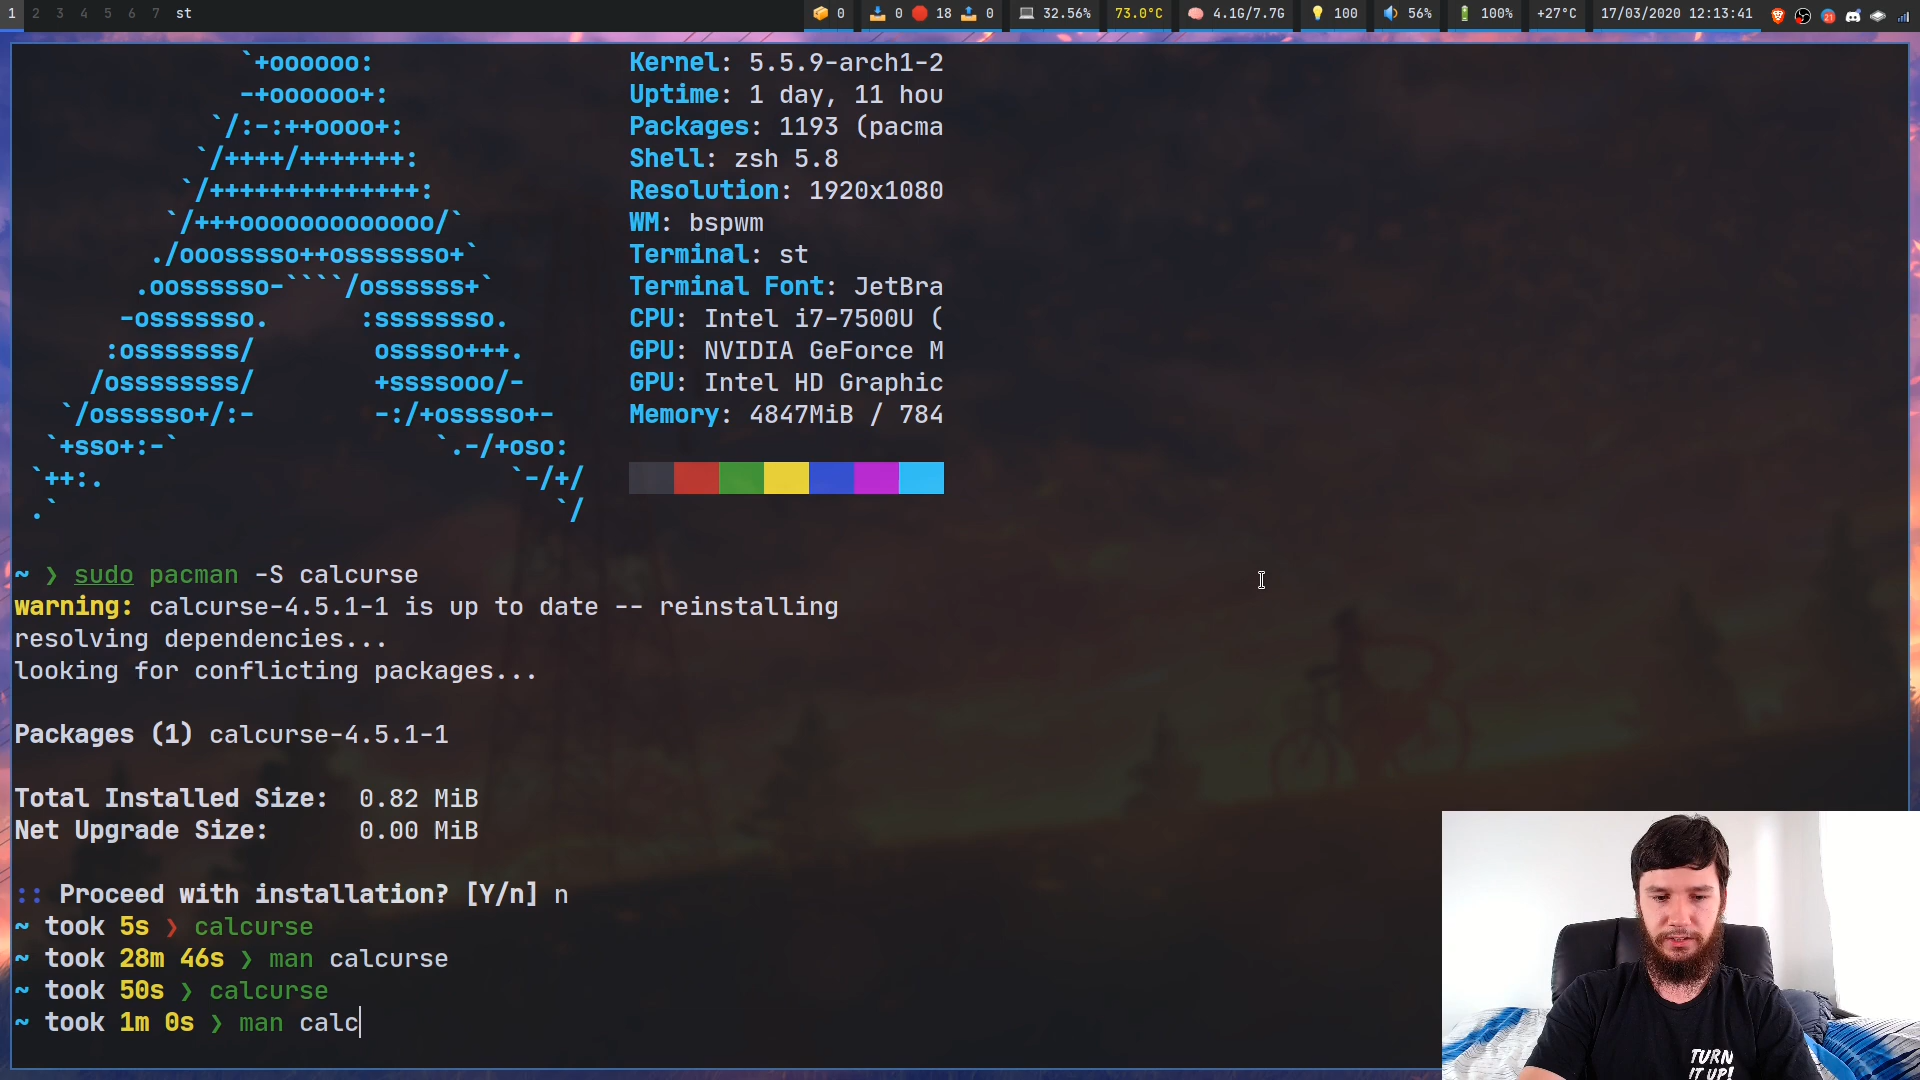 1 2 3 4 5 6 7 st 0 0 18 0 32.56% 73.0°C 4.1G/7.7G 100 56% 100% +27°C 17/03/2020 12:13:41 21
`+oooooo: Kernel: 5.5.9-arch1-2
-+oooooo+: Uptime: 1 day, 11 hou
`/:-:++oooo+: Packages: 1193 (pacma
`/++++/+++++++: Shell: zsh 5.8
`/++++++++++++++: Resolution: 1920x1080
`/+++ooooooooooooo/` WM: bspwm
./ooosssso++osssssso+` Terminal: st
.oossssso-````/ossssss+` Terminal Font: JetBra
-osssssso. :ssssssso. CPU: Intel i7-7500U (
:osssssss/ osssso+++. GPU: NVIDIA GeForce M
/ossssssss/ +ssssooo/- GPU: Intel HD Graphic
`/ossssso+/:- -:/+osssso+- Memory: 4847MiB / 784
`+sso+:-` `.-/+oso:
`++:. `-/+/
.` `/
~ ❯ sudo pacman -S calcurse
warning: calcurse-4.5.1-1 is up to date -- reinstalling
resolving dependencies...
looking for conflicting packages...
Packages (1) calcurse-4.5.1-1
Total Installed Size: 0.82 MiB
Net Upgrade Size: 0.00 MiB
:: Proceed with installation? [Y/n] n
~ took 5s ❯ calcurse
~ took 28m 46s ❯ man calcurse
~ took 50s ❯ calcurse
~ took 1m 0s ❯ man calc
TURN
IT UP!